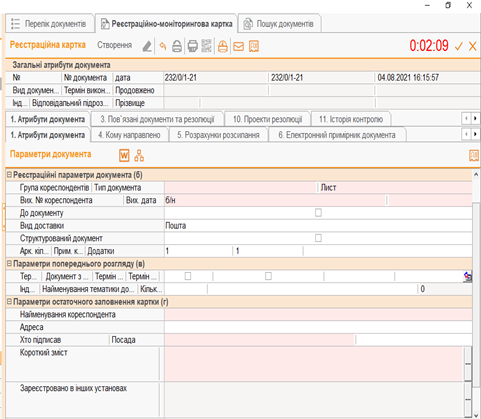 Перелік документів Реєстраційно-моніторингова картка Пошук документів
Реєстраційна картка Створення 0:02:09
Загальні атрибути документа
№ № документа дата 232/0/1-21 232/0/1-21 04.08.2021 16:15:57
Вид докумен... Термін викон... Продовжено
Інд... Відповідальний підроз... Прізвище
1. Атрибути документа 3. Пов`язані документи та резолюції 10. Проекти резолюції 11. Історія контролю
1. Атрибути документа 4. Кому направлено 5. Розрахунки розсипання 6. Електронний примірник документа
Параметри документа
Реєстраційні параметри документа (б)
Група кореспондентів Тип документа Лист
Вих. № кореспондента Вих. дата б/н
До документу
Вид доставки Пошта
Структурований документ
Арк. кіл... Прим. к... Додатки 1 1
Параметри попереднього розгляду (в)
Тер... Документ з ... Термін ... Термін ...
Інд... Найменування тематики до... Кільк... 0
Параметри остаточного заповнення картки (г)
Найменування кореспондента
Адреса
Хто підписав Посада
Короткий зміст
Зареєстровано в інших установах